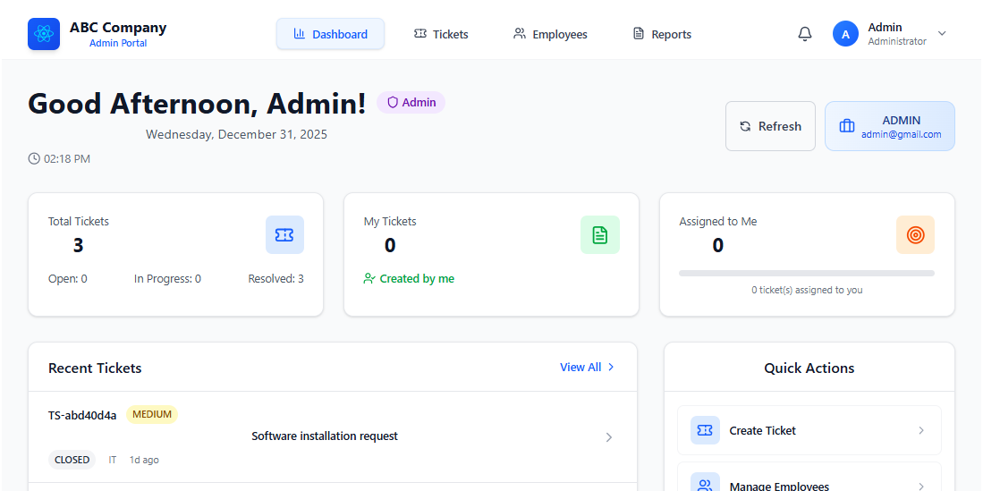 ABC Company
Admin Portal
Dashboard
Tickets
Employees
Reports
A
Admin
Administrator
Good Afternoon, Admin!
Admin
Wednesday, December 31, 2025
02:18 PM
Refresh
ADMIN
admin@gmail.com
Total Tickets
3
Open: 0
In Progress: 0
Resolved: 3
My Tickets
0
Created by me
Assigned to Me
0
0 ticket(s) assigned to you
Recent Tickets
View All
TS-abd40d4a
MEDIUM
Software installation request
CLOSED
IT
1d ago
Quick Actions
Create Ticket
Manage Employees